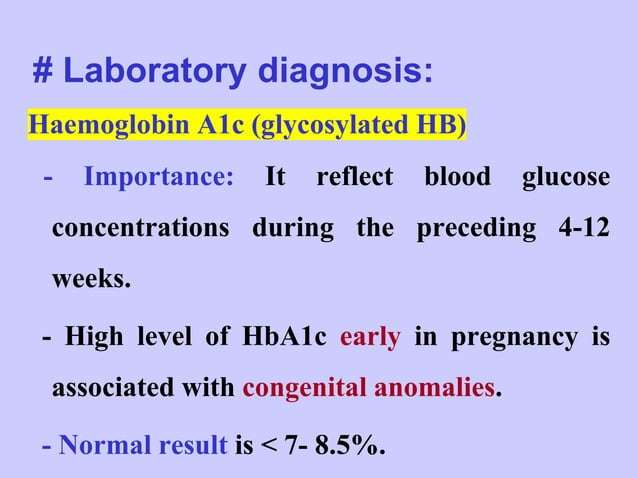 # Laboratory diagnosis:
Haemoglobin A1c (glycosylated HB)
- Importance: It reflect blood glucose
concentrations during the preceding 4-12
weeks.
- High level of HbA1c early in pregnancy is
associated with congenital anomalies.
- Normal result is < 7- 8.5%.